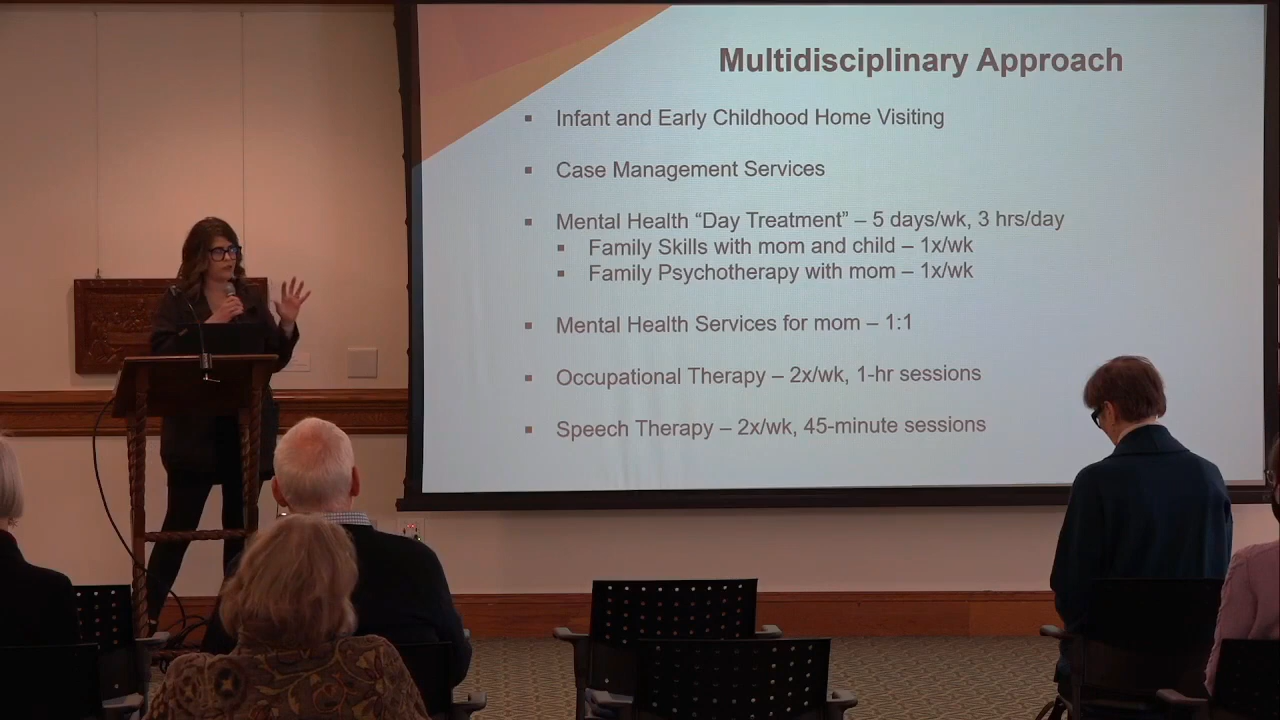 Multidisciplinary Approach
▪ Infant and Early Childhood Home Visiting
▪ Case Management Services
▪ Mental Health “Day Treatment” – 5 days/wk, 3 hrs/day
▪ Family Skills with mom and child – 1x/wk
▪ Family Psychotherapy with mom – 1x/wk
▪ Mental Health Services for mom – 1:1
▪ Occupational Therapy – 2x/wk, 1-hr sessions
▪ Speech Therapy – 2x/wk, 45-minute sessions